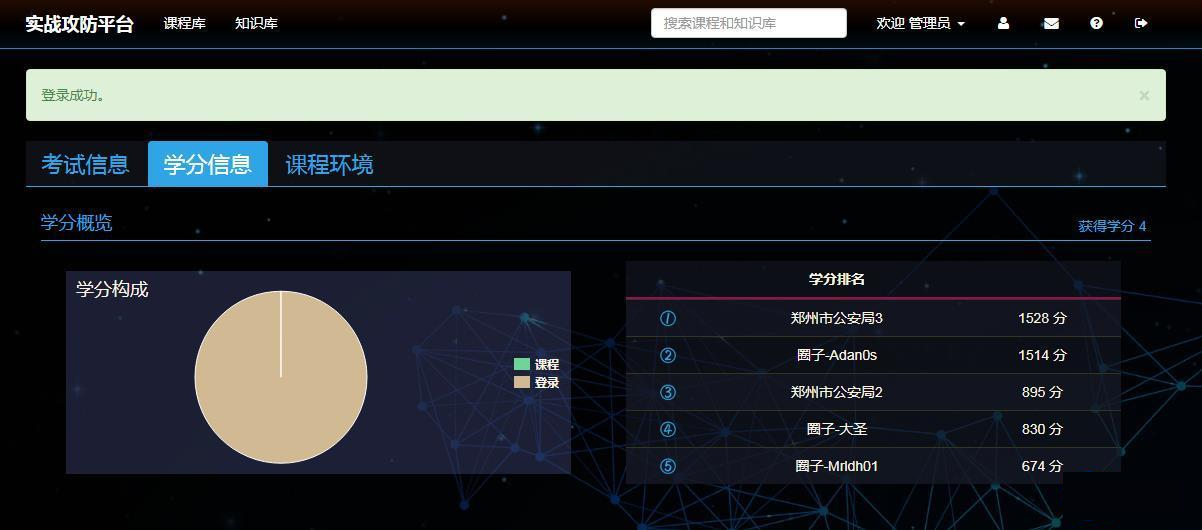 实战攻防平台 课程库 知识库 搜索课程和知识库 欢迎 管理员
登录成功。 ×
考试信息 学分信息 课程环境
学分概览 获得学分 4
学分构成
课程
登录
学分排名
① 郑州市公安局3 1528 分
② 圈子-Adan0s 1514 分
③ 郑州市公安局2 895 分
④ 圈子-大圣 830 分
⑤ 圈子-Mrldh01 674 分